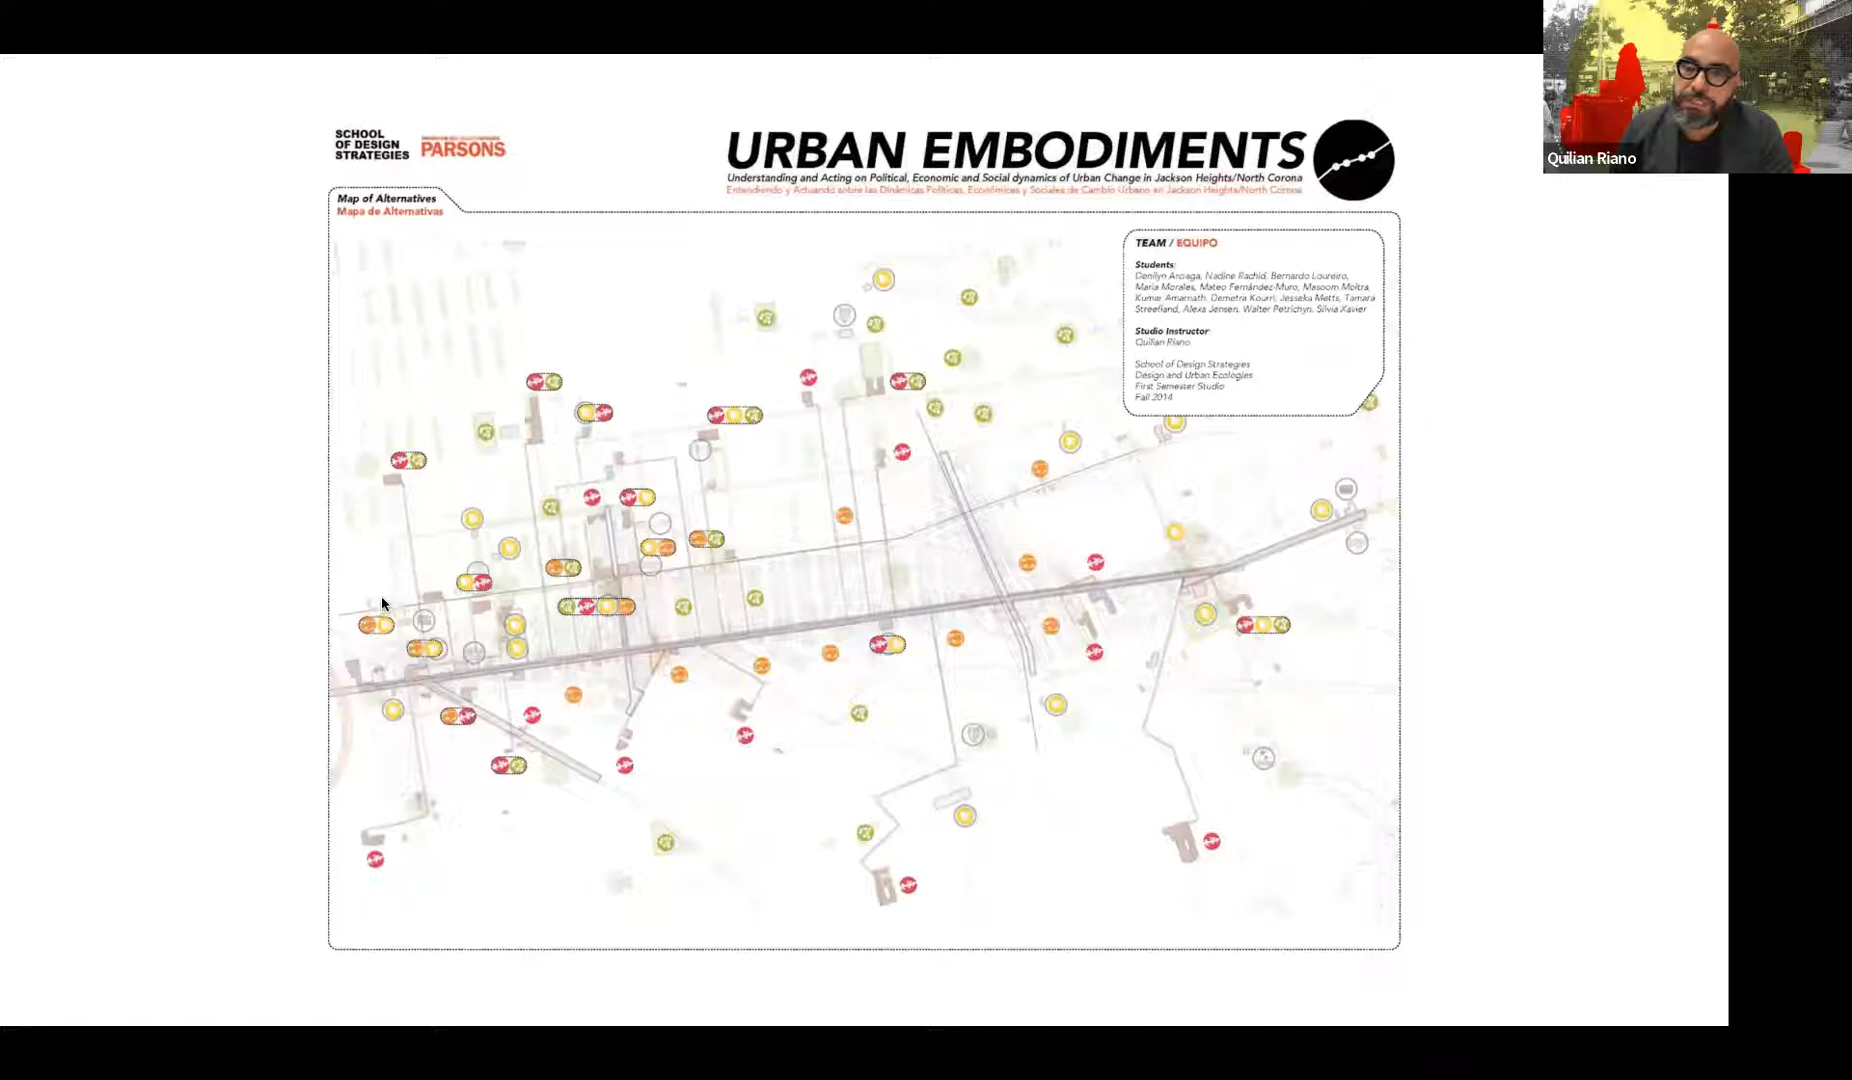 Quilian Riano
SCHOOL
OF DESIGN
STRATEGIES
PARSONS
URBAN EMBODIMENTS
Understanding and Acting on Political, Economic and Social dynamics of Urban Change in Jackson Heights/North Corona
Entendiendo y Actuando sobre las Dinámicas Políticas, Económicas y Sociales de Cambio Urbano en Jackson Heights/North Corona
Map of Alternatives
Mapa de Alternativas
TEAM / EQUIPO
Students:
Denilyn Arciaga, Nadine Rachid, Bernardo Loureiro,
Maria Morales, Mateo Fernández-Muro, Masoom Moitra,
Kumar Amarnath, Demetra Kourri, Jesseka Metts, Tamara
Streefland, Alexa Jensen, Walter Petrichyn, Silvia Xavier
Studio Instructor:
Quilian Riano
School of Design Strategies
Design and Urban Ecologies
First Semester Studio
Fall 2014